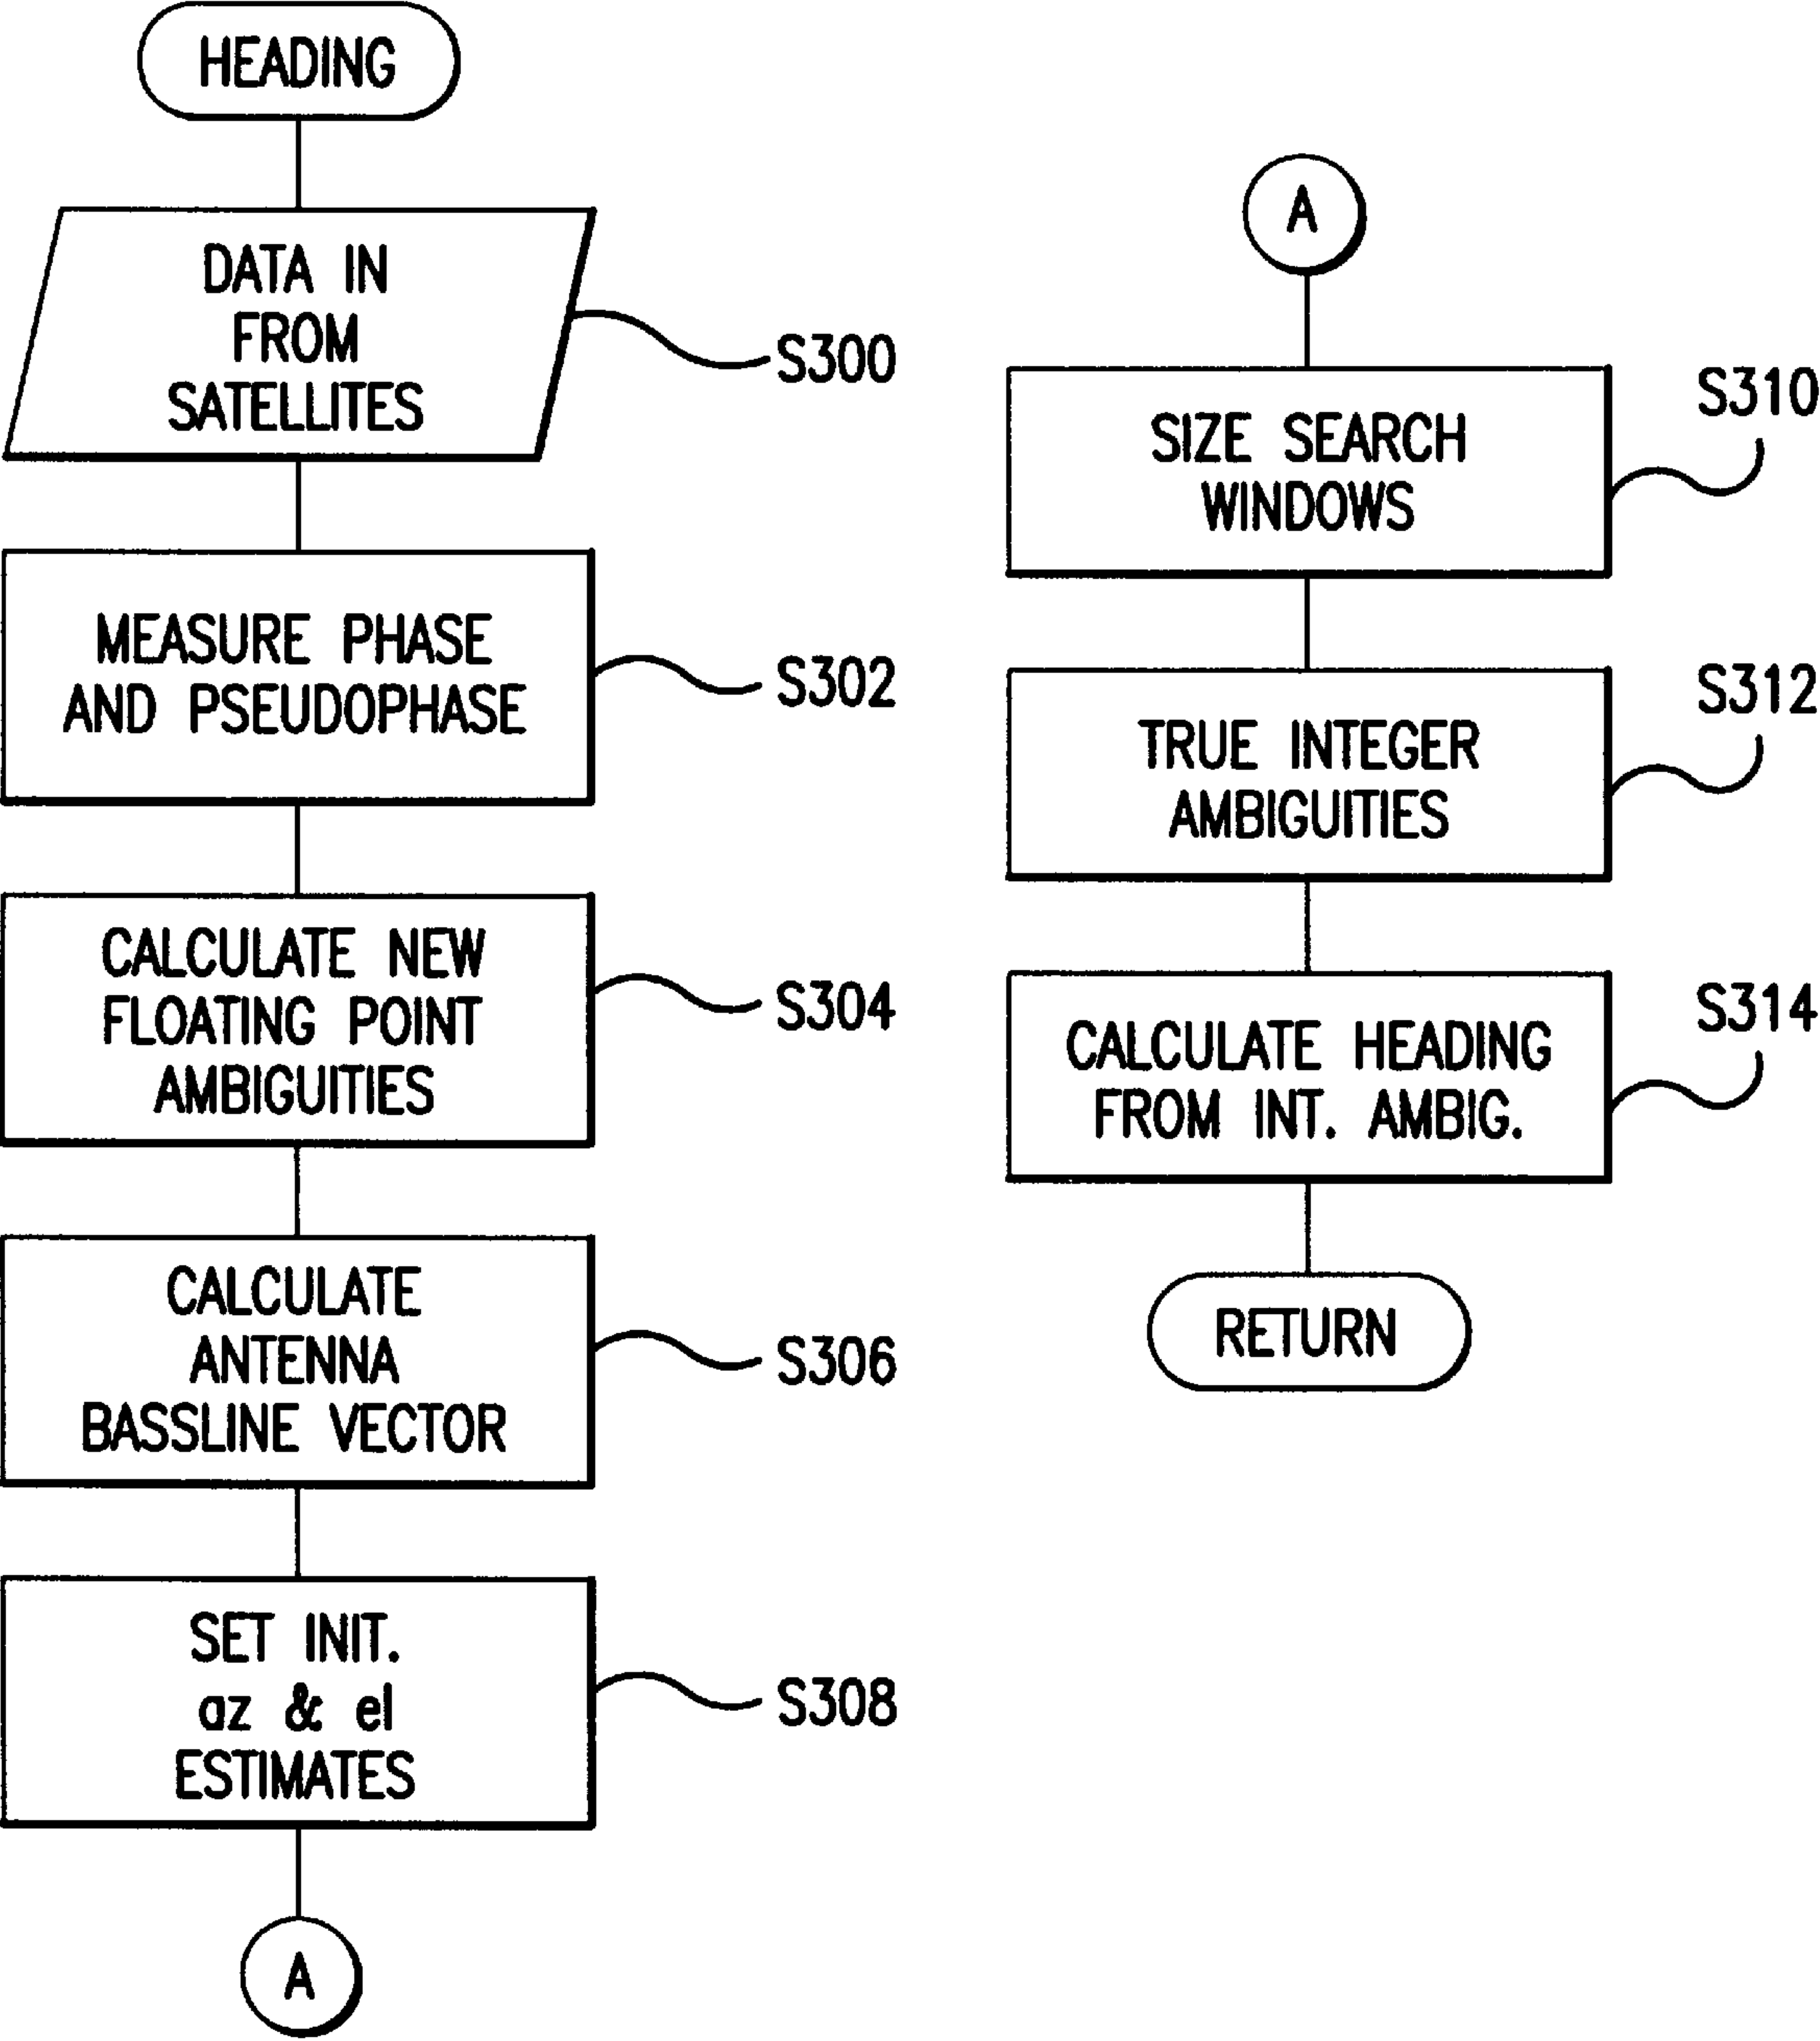 HEADING
DATA IN
FROM
SATELLITES
S300
MEASURE PHASE
AND PSEUDOPHASE
S302
CALCULATE NEW
FLOATING POINT
AMBIGUITIES
S304
CALCULATE
ANTENNA
BASSLINE VECTOR
S306
SET INIT.
az & el
ESTIMATES
S308
A
A
SIZE SEARCH
WINDOWS
S310
TRUE INTEGER
AMBIGUITIES
S312
CALCULATE HEADING
FROM INT. AMBIG.
S314
RETURN